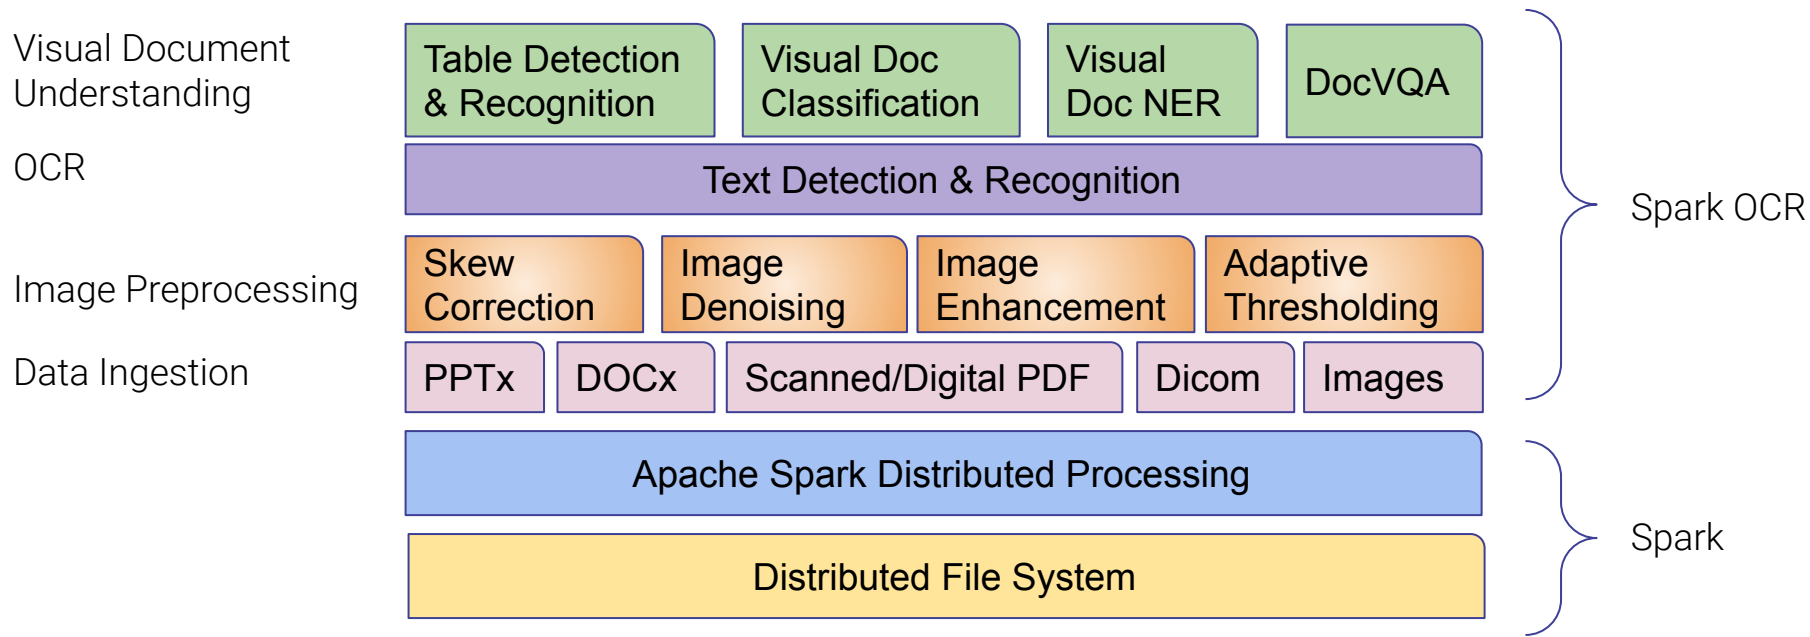 Visual Document
Understanding
Table Detection
& Recognition
Visual Doc
Classification
Visual
Doc NER
DocVQA
OCR
Text Detection & Recognition
Spark OCR
Image Preprocessing
Skew
Correction
Image
Denoising
Image
Enhancement
Adaptive
Thresholding
Data Ingestion
PPTx
DOCx
Scanned/Digital PDF
Dicom
Images
Apache Spark Distributed Processing
Spark
Distributed File System